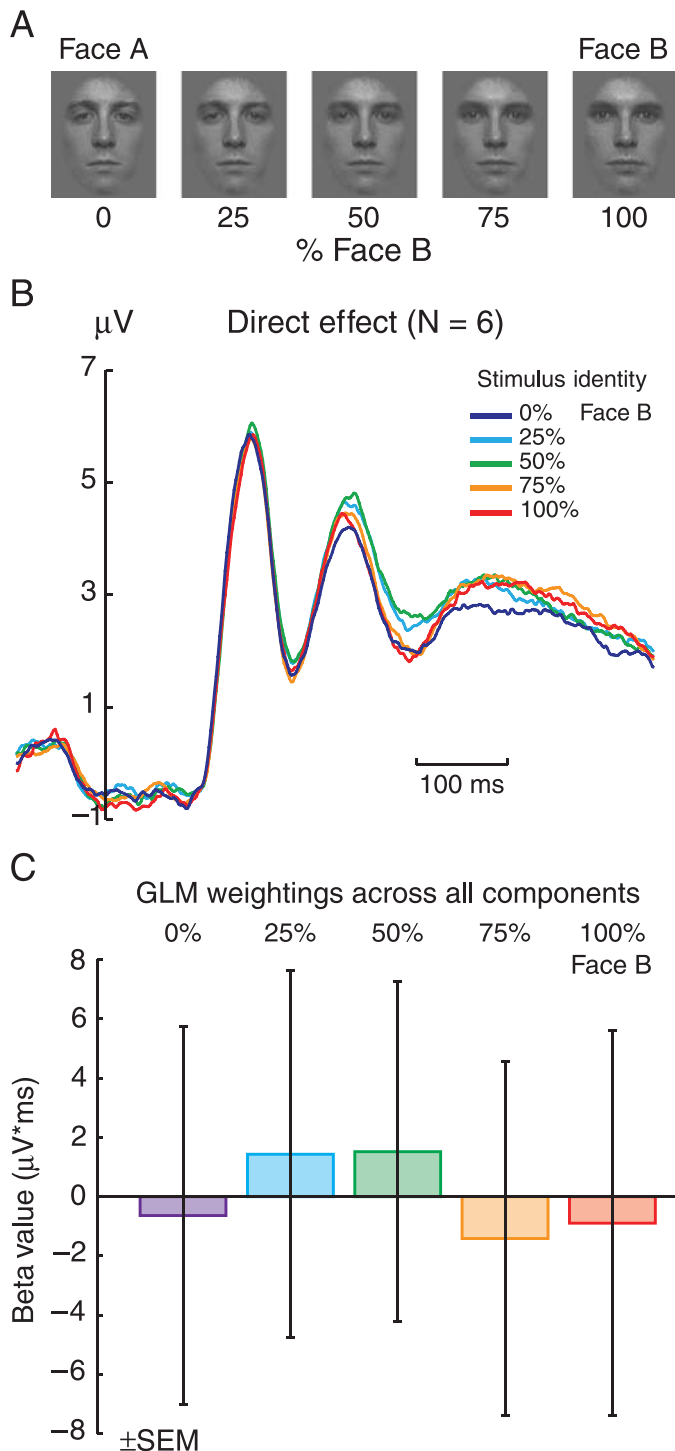 A
Face A
Face B
0
25
50
75
100
% Face B
B
μV
Direct effect (N = 6)
7
5
3
1
−1
Stimulus identity
0% Face B
25%
50%
75%
100%
100 ms
C
GLM weightings across all components
0% 25% 50% 75% 100%
Face B
Beta value (μV*ms)
8
6
4
2
0
−2
−4
−6
−8
±SEM